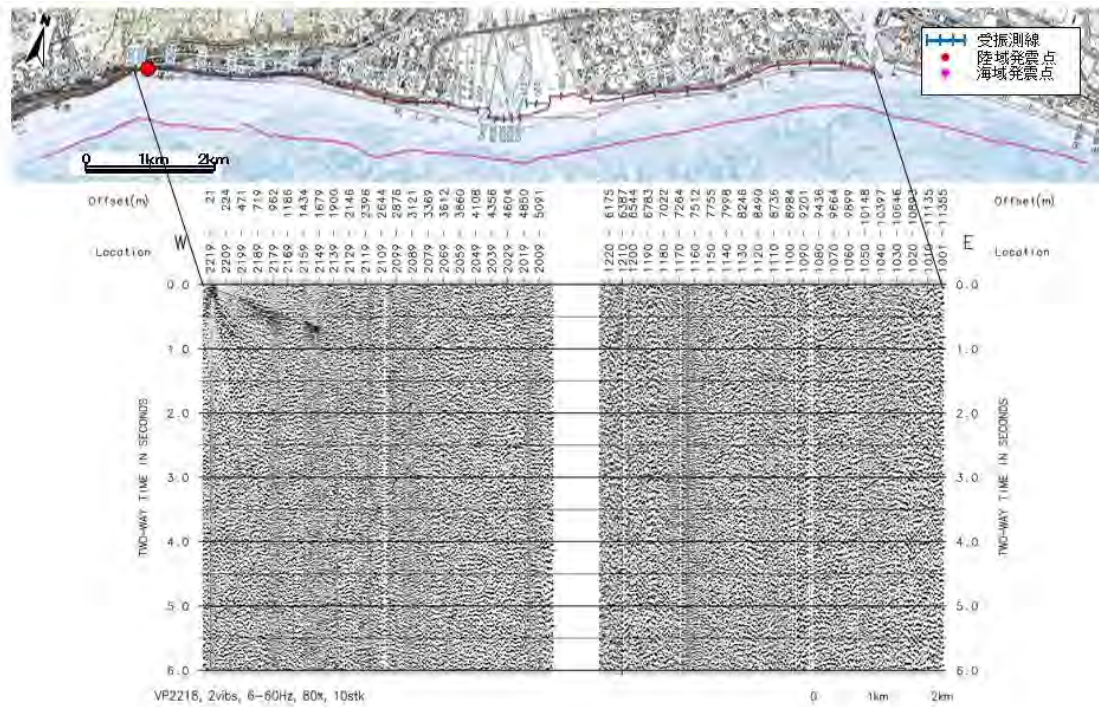 N
受振測線
陸域発震点
海域発震点
0 1km 2km
Offset(m) 21 224 471 719 952 1186 1434 1679 1900 2148 2396 2644 2876 3121 3369 3612 3860 4108 4356 4604 4850 5091 6175 6387 6544 6783 7022 7264 7512 7755 7998 8246 8490 8736 8984 9201 9436 9664 9899 10148 10397 10646 10893 11135 11355 Offset(m)
Location W 2219 2209 2199 2189 2179 2169 2159 2149 2139 2129 2119 2109 2099 2089 2079 2069 2059 2049 2039 2029 2019 2009 1220 1210 1200 1190 1180 1170 1160 1150 1140 1130 1120 1110 1100 1090 1080 1070 1060 1050 1040 1030 1020 1010 1001 E Location
0.0 0.0
1.0 1.0
2.0 2.0
TWO-WAY TIME IN SECONDS TWO-WAY TIME IN SECONDS
3.0 3.0
4.0 4.0
5.0 5.0
6.0 6.0
VP2218, 2vibs, 6-60Hz, 80%, 10stk 0 1km 2km